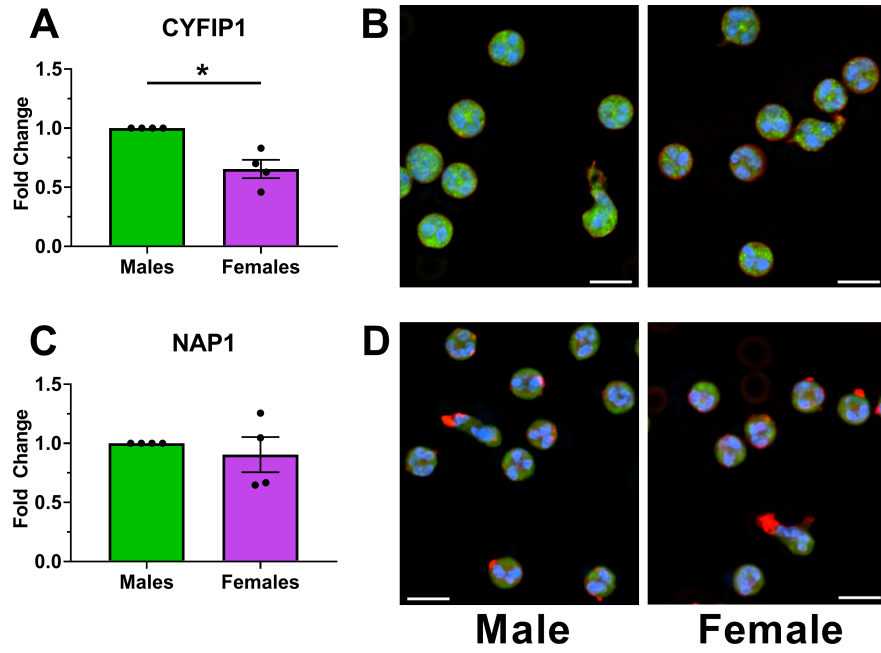 A
CYFIP1
B
*
1.5
1.0
0.5
0.0
Fold Change
Males
Females
C
NAP1
D
1.5
1.0
0.5
0.0
Fold Change
Males
Females
Male
Female